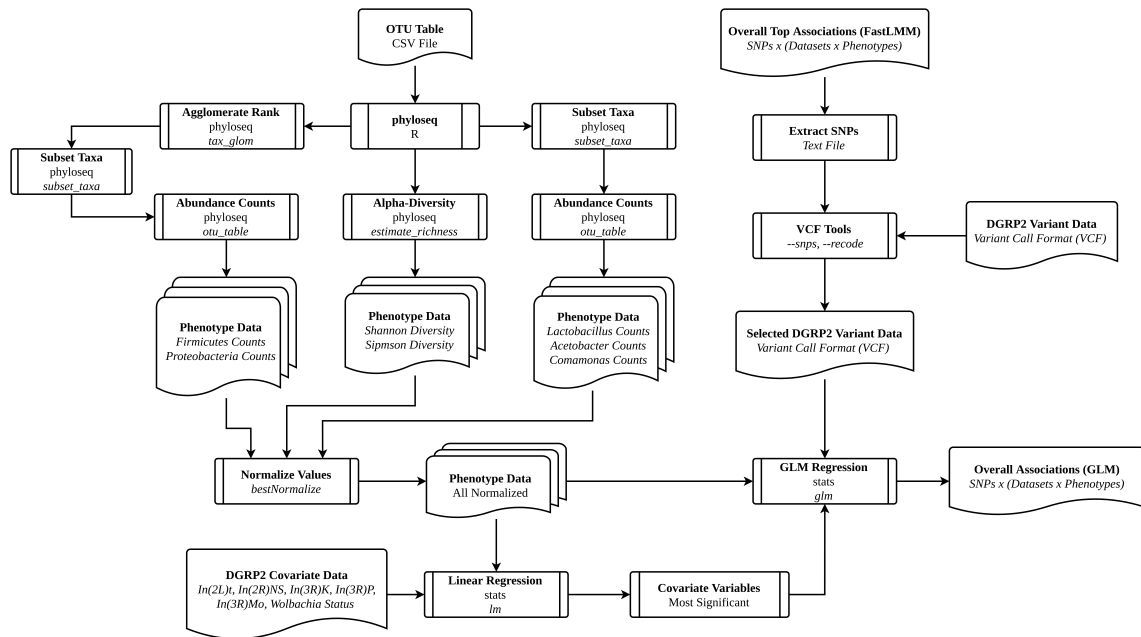 OTU Table
CSV File
Overall Top Associations (FastLMM)
SNPs x (Datasets x Phenotypes)
Agglomerate Rank
phyloseq
tax_glom
phyloseq
R
Subset Taxa
phyloseq
subset_taxa
Extract SNPs
Text File
Subset Taxa
phyloseq
subset_taxa
Abundance Counts
phyloseq
otu_table
Alpha-Diversity
phyloseq
estimate_richness
Abundance Counts
phyloseq
otu_table
VCF Tools
--snps, --recode
DGRP2 Variant Data
Variant Call Format (VCF)
Phenotype Data
Firmicutes Counts
Proteobacteria Counts
Phenotype Data
Shannon Diversity
Sipmson Diversity
Phenotype Data
Lactobacillus Counts
Acetobacter Counts
Comamonas Counts
Selected DGRP2 Variant Data
Variant Call Format (VCF)
Normalize Values
bestNormalize
Phenotype Data
All Normalized
GLM Regression
stats
glm
Overall Associations (GLM)
SNPs x (Datasets x Phenotypes)
DGRP2 Covariate Data
In(2L)t, In(2R)NS, In(3R)K, In(3R)P,
In(3R)Mo, Wolbachia Status
Linear Regression
stats
lm
Covariate Variables
Most Significant